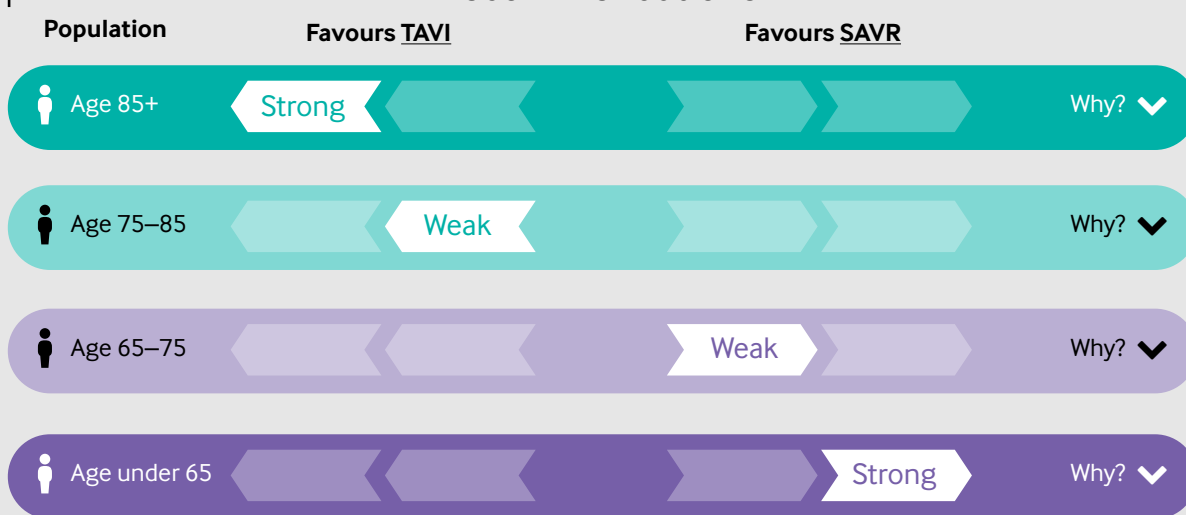 Population Favours TAVI Favours SAVR
Age 85+ Strong Why?
Age 75–85 Weak Why?
Age 65–75 Weak Why?
Age under 65 Strong Why?